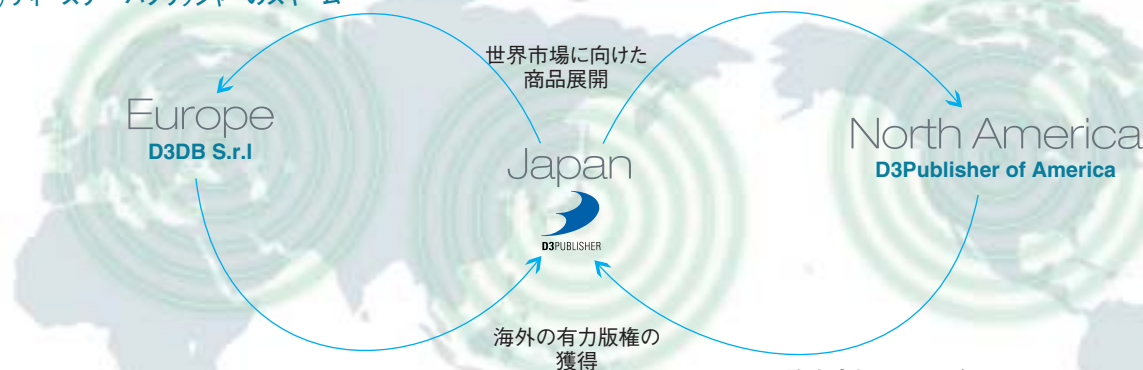 世界市場に向けた
商品展開
Europe
D3DB S.r.l
North America
D3Publisher of America
Japan
D3PUBLISHER
海外の有力版権の
獲得